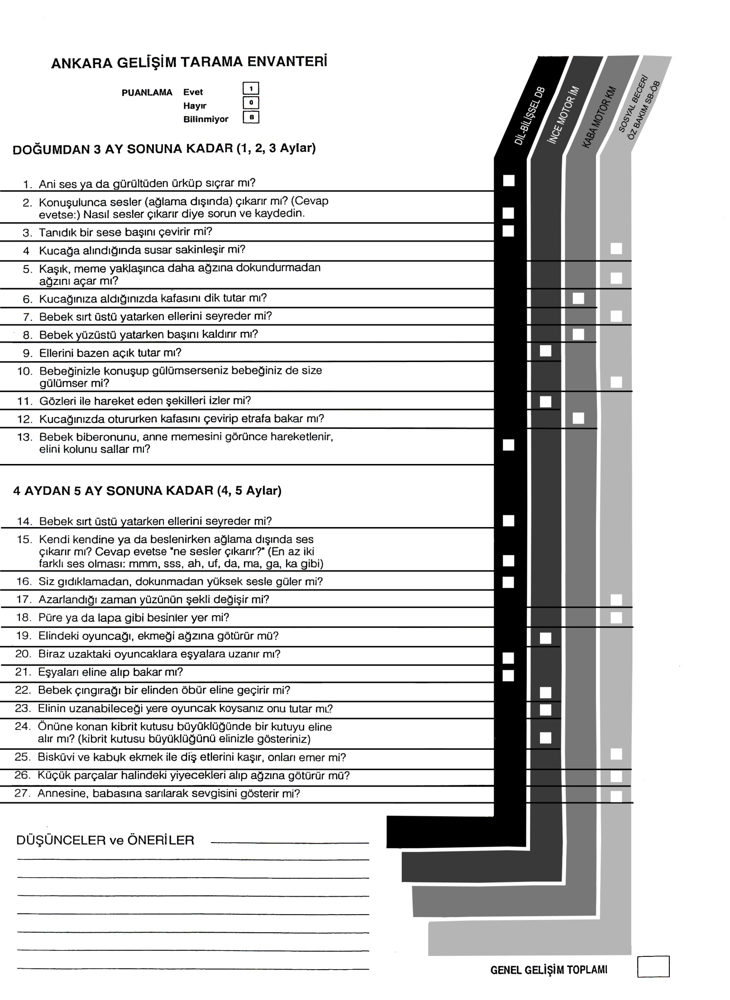 ANKARA GELİŞİM TARAMA ENVANTERİ
PUANLAMA Evet 1
Hayır 0
Bilinmiyor B
DİL-BİLİŞSEL DB
İNCE MOTOR İM
KABA MOTOR KM
SOSYAL BECERİ
ÖZ BAKIM SB-ÖB
DOĞUMDAN 3 AY SONUNA KADAR (1, 2, 3 Aylar)
1. Ani ses ya da gürültüden ürküp sıçrar mı?
2. Konuşulunca sesler (ağlama dışında) çıkarır mı? (Cevap
evetse:) Nasıl sesler çıkarır diye sorun ve kaydedin.
3. Tanıdık bir sese başını çevirir mi?
4 Kucağa alındığında susar sakinleşir mi?
5. Kaşık, meme yaklaşınca daha ağzına dokundurmadan
ağzını açar mı?
6. Kucağınıza aldığınızda kafasını dik tutar mı?
7. Bebek sırt üstü yatarken ellerini seyreder mi?
8. Bebek yüzüstü yatarken başını kaldırır mı?
9. Ellerini bazen açık tutar mı?
10. Bebeğinizle konuşup gülümserseniz bebeğiniz de size
gülümser mi?
11. Gözleri ile hareket eden şekilleri izler mi?
12. Kucağınızda otururken kafasını çevirip etrafa bakar mı?
13. Bebek biberonunu, anne memesini görünce hareketlenir,
elini kolunu sallar mı?
4 AYDAN 5 AY SONUNA KADAR (4, 5 Aylar)
14. Bebek sırt üstü yatarken ellerini seyreder mi?
15. Kendi kendine ya da beslenirken ağlama dışında ses
çıkarır mı? Cevap evetse "ne sesler çıkarır?" (En az iki
farklı ses olması: mmm, sss, ah, uf, da, ma, ga, ka gibi)
16. Siz gıdıklamadan, dokunmadan yüksek sesle güler mi?
17. Azarlandığı zaman yüzünün şekli değişir mi?
18. Püre ya da lapa gibi besinler yer mi?
19. Elindeki oyuncağı, ekmeği ağzına götürür mü?
20. Biraz uzaktaki oyuncaklara eşyalara uzanır mı?
21. Eşyaları eline alıp bakar mı?
22. Bebek çıngırağı bir elinden öbür eline geçirir mi?
23. Elinin uzanabileceği yere oyuncak koysanız onu tutar mı?
24. Önüne konan kibrit kutusu büyüklüğünde bir kutuyu eline
alır mı? (kibrit kutusu büyüklüğünü elinizle gösteriniz)
25. Bisküvi ve kabuk ekmek ile diş etlerini kaşır, onları emer mi?
26. Küçük parçalar halindeki yiyecekleri alıp ağzına götürür mü?
27. Annesine, babasına sarılarak sevgisini gösterir mi?
DÜŞÜNCELER ve ÖNERİLER
GENEL GELİŞİM TOPLAMI